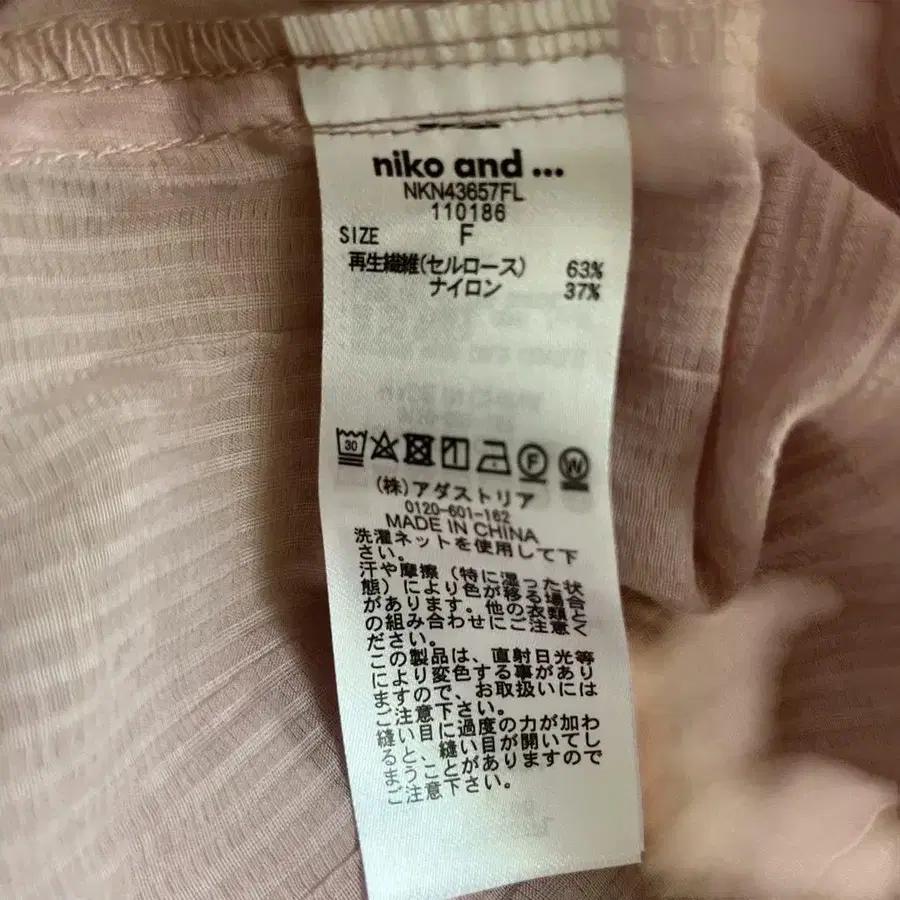 niko and ...
NKN43657FL
110186
SIZE F
再生繊維(セルロース) 63%
ナイロン 37%
30
F
W
(株)アダストリア
0120-601-162
MADE IN CHINA
洗濯ネットを使用して下
さい。
汗や摩擦(特に湿った状
態)により色が移る場合
があります。他の衣類と
の組み合わせにご注意く
ださい。
この製品は、直射日光等
により変色する事があり
ますので、お取扱いには
ご注意下さい。
縫い目に過度の力が加わ
ると、縫い目が開いてし
まうことがありますので
ご注意下さい。